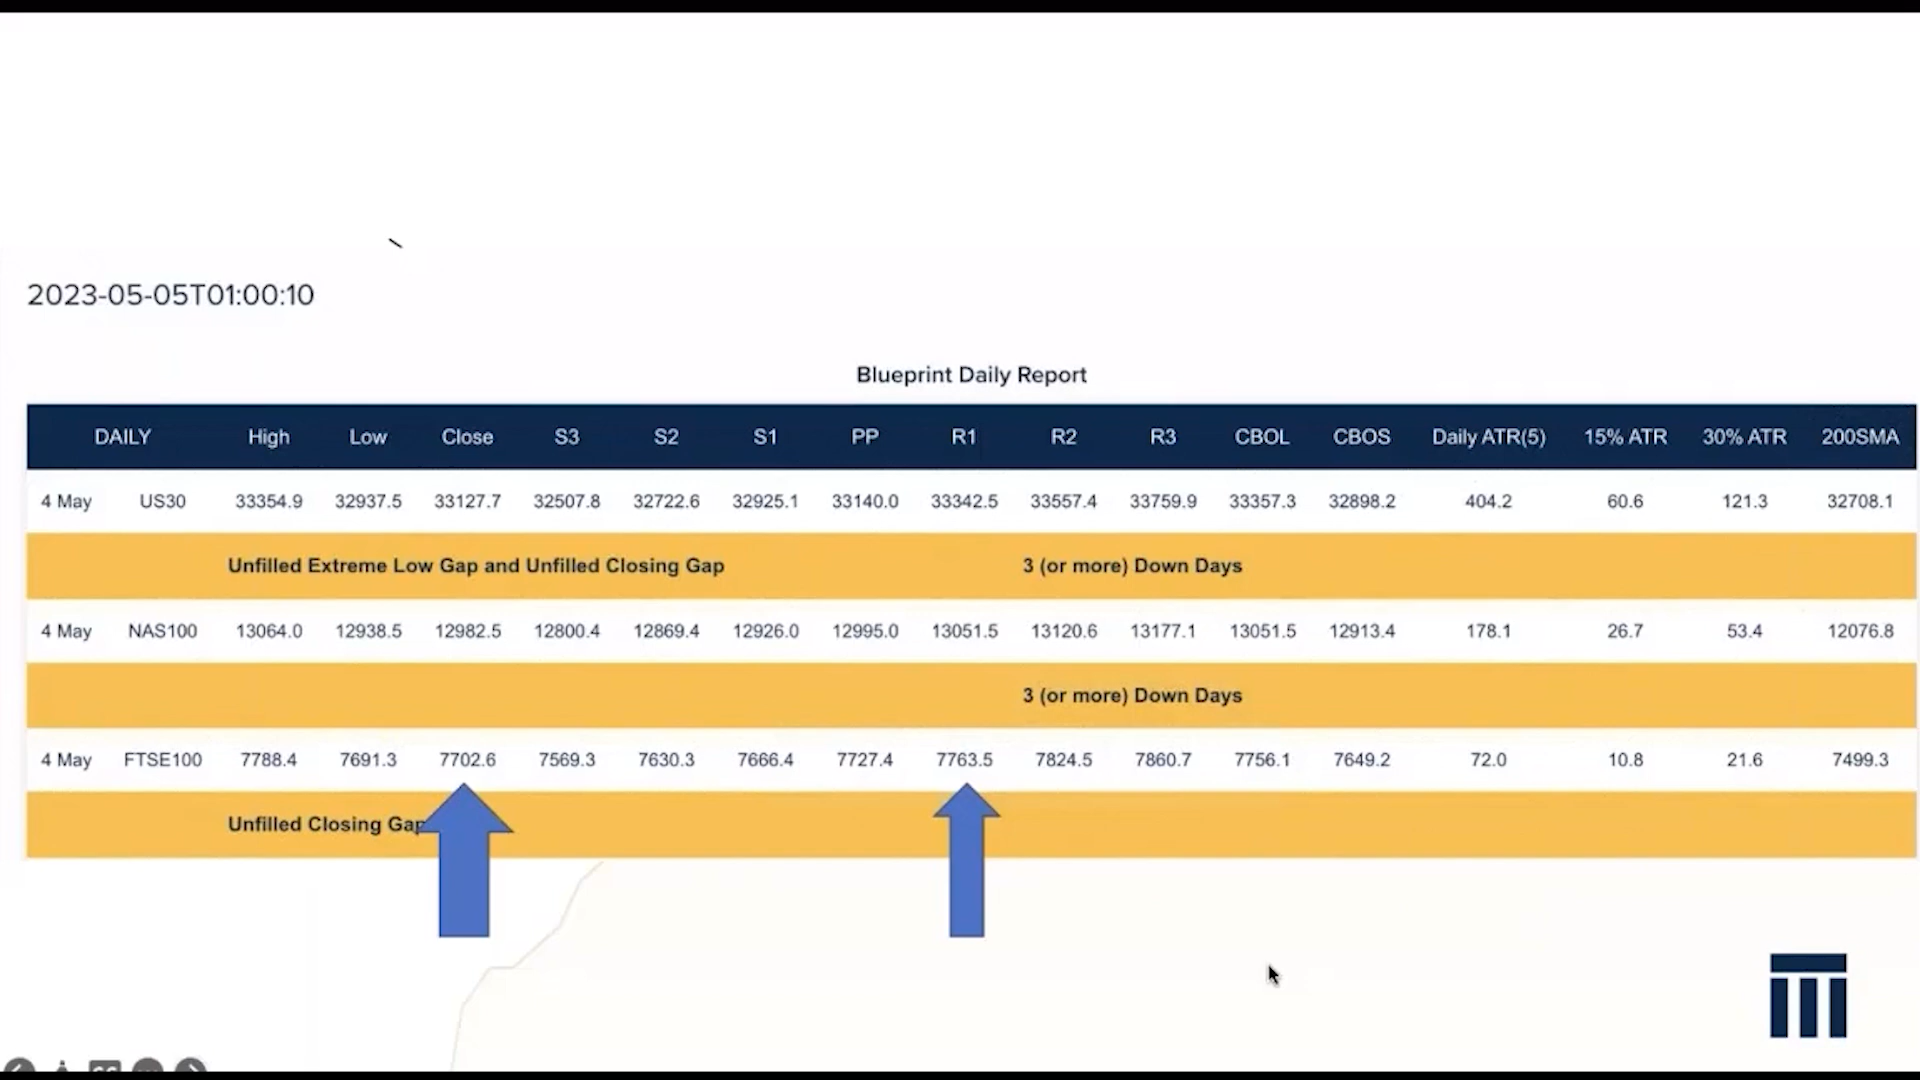 2023-05-05T01:00:10
Blueprint Daily Report
DAILY High Low Close S3 S2 S1 PP R1 R2 R3 CBOL CBOS Daily ATR(5) 15% ATR 30% ATR 200SMA
4 May US30 33354.9 32937.5 33127.7 32507.8 32722.6 32925.1 33140.0 33342.5 33557.4 33759.9 33357.3 32898.2 404.2 60.6 121.3 32708.1
Unfilled Extreme Low Gap and Unfilled Closing Gap 3 (or more) Down Days
4 May NAS100 13064.0 12938.5 12982.5 12800.4 12869.4 12926.0 12995.0 13051.5 13120.6 13177.1 13051.5 12913.4 178.1 26.7 53.4 12076.8
3 (or more) Down Days
4 May FTSE100 7788.4 7691.3 7702.6 7569.3 7630.3 7666.4 7727.4 7763.5 7824.5 7860.7 7756.1 7649.2 72.0 10.8 21.6 7499.3
Unfilled Closing Gap